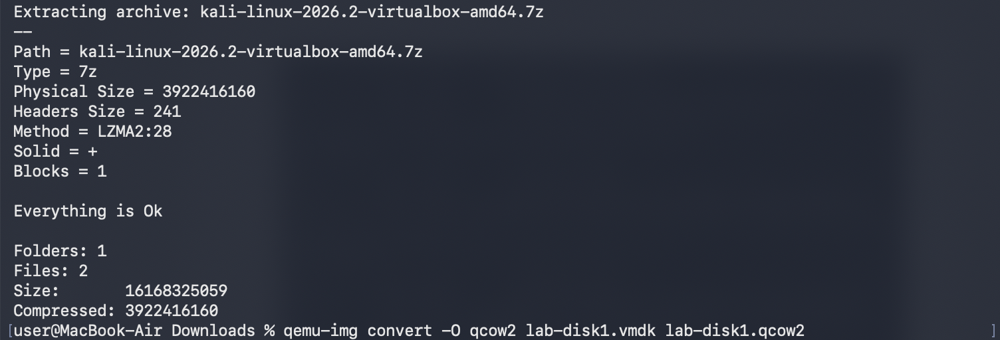 Extracting archive: kali-linux-2026.2-virtualbox-amd64.7z
--
Path = kali-linux-2026.2-virtualbox-amd64.7z
Type = 7z
Physical Size = 3922416160
Headers Size = 241
Method = LZMA2:28
Solid = +
Blocks = 1
Everything is Ok
Folders: 1
Files: 2
Size:       16168325059
Compressed: 3922416160
[user@MacBook-Air Downloads % qemu-img convert -O qcow2 lab-disk1.vmdk lab-disk1.qcow2 ]